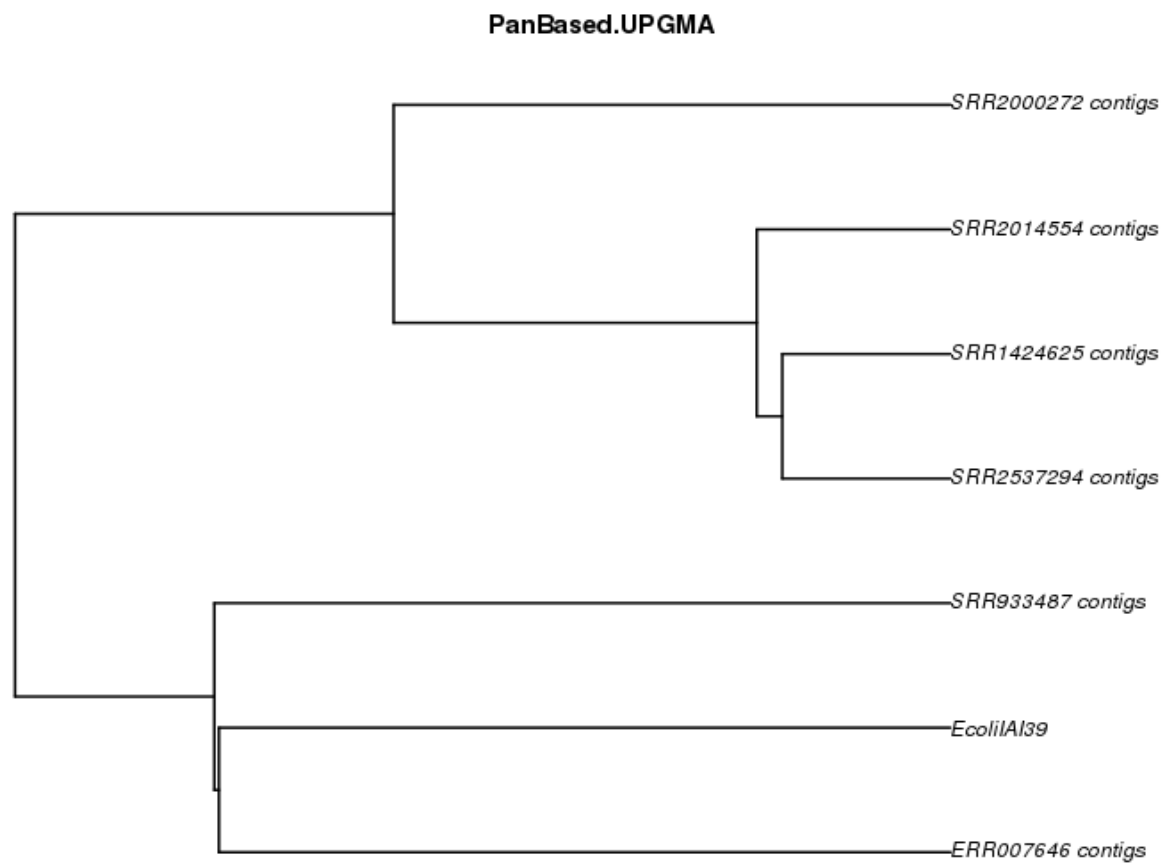 PanBased.UPGMA
SRR2000272 contigs
SRR2014554 contigs
SRR1424625 contigs
SRR2537294 contigs
SRR933487 contigs
EcoliIAI39
ERR007646 contigs